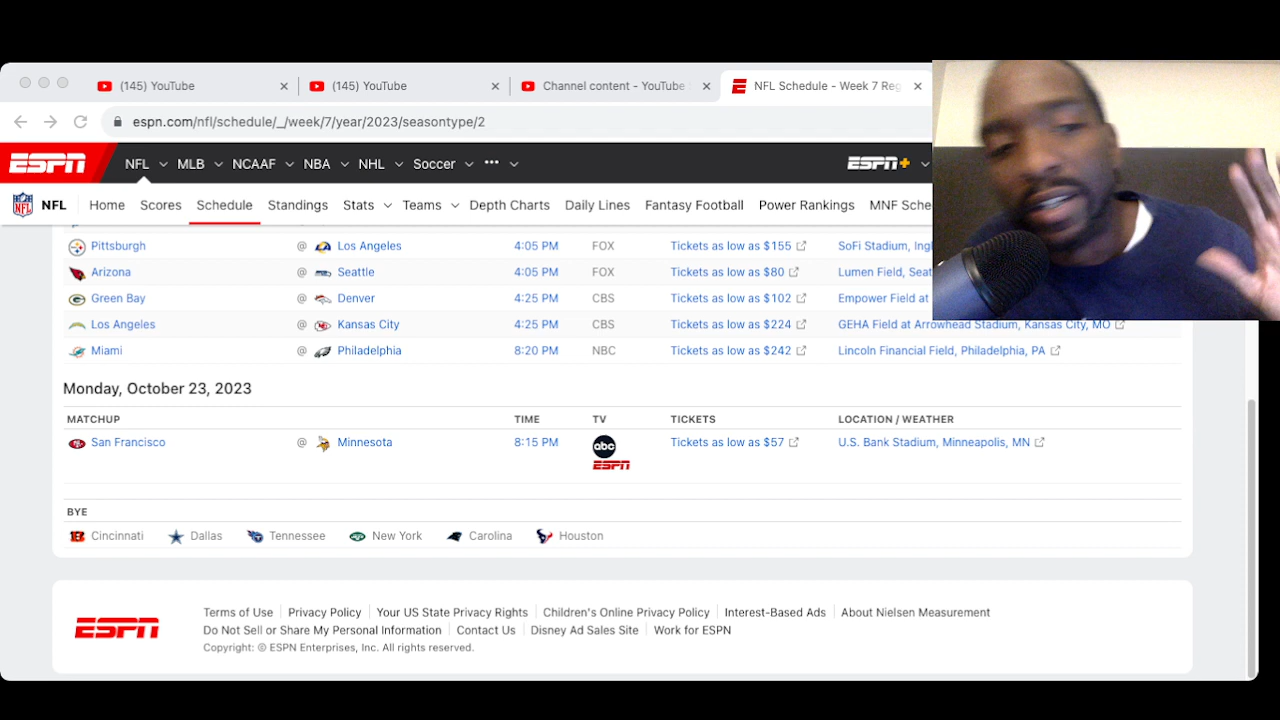 (145) YouTube
(145) YouTube
Channel content - YouTube
NFL Schedule - Week 7 Reg
espn.com/nfl/schedule/_/week/7/year/2023/seasontype/2
ESPN NFL MLB NCAAF NBA NHL Soccer ••• ESPN+
NFL Home Scores Schedule Standings Stats Teams Depth Charts Daily Lines Fantasy Football Power Rankings MNF Sche
Pittsburgh @ Los Angeles 4:05 PM FOX Tickets as low as $155 SoFi Stadium, Ingl
Arizona @ Seattle 4:05 PM FOX Tickets as low as $80 Lumen Field, Seat
Green Bay @ Denver 4:25 PM CBS Tickets as low as $102 Empower Field at
Los Angeles @ Kansas City 4:25 PM CBS Tickets as low as $224 GEHA Field at Arrowhead Stadium, Kansas City, MO
Miami @ Philadelphia 8:20 PM NBC Tickets as low as $242 Lincoln Financial Field, Philadelphia, PA
Monday, October 23, 2023
MATCHUP TIME TV TICKETS LOCATION / WEATHER
San Francisco @ Minnesota 8:15 PM abc Tickets as low as $57 U.S. Bank Stadium, Minneapolis, MN
ESPN
BYE
Cincinnati Dallas Tennessee New York Carolina Houston
ESPN
Terms of Use Privacy Policy Your US State Privacy Rights Children's Online Privacy Policy Interest-Based Ads About Nielsen Measurement
Do Not Sell or Share My Personal Information Contact Us Disney Ad Sales Site Work for ESPN
Copyright: © ESPN Enterprises, Inc. All rights reserved.